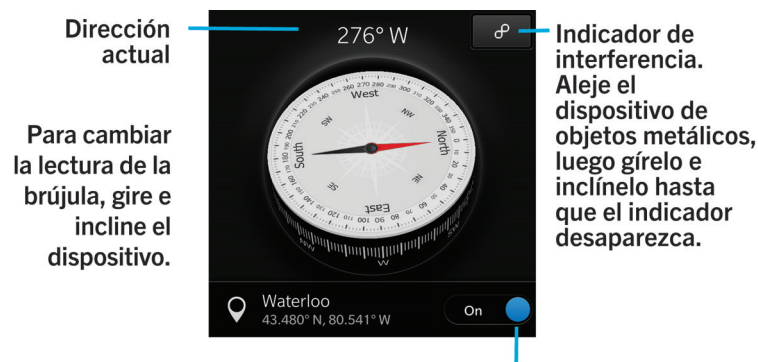 Dirección
actual
276° W
Indicador de
interferencia.
Aleje el
dispositivo de
objetos metálicos,
luego gírelo e
inclínelo hasta
que el indicador
desaparezca.
Para cambiar
la lectura de la
brújula, gire e
incline el
dispositivo.
West
NW
North
NE
East
SE
South
SW
NW
W
SW
Waterloo
43.480° N, 80.541° W
On